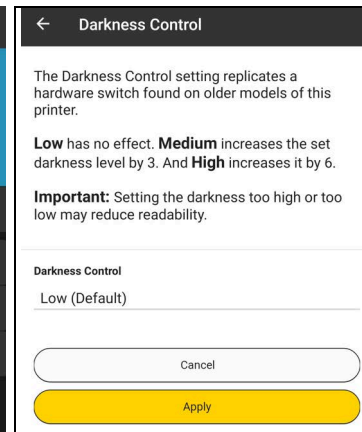 Darkness Control
The Darkness Control setting replicates a
hardware switch found on older models of this
printer.
Low has no effect. Medium increases the set
darkness level by 3. And High increases it by 6.
Important: Setting the darkness too high or too
low may reduce readability.
Darkness Control
Low (Default)
Cancel
Apply